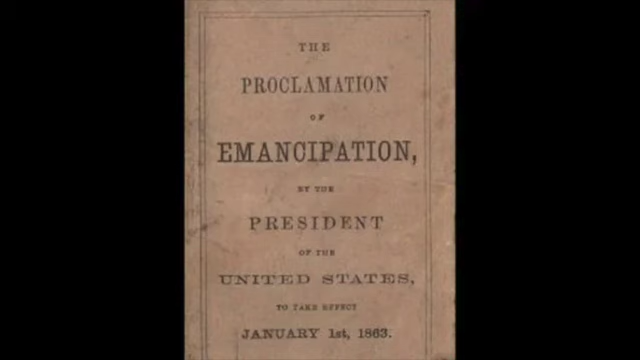 THE
PROCLAMATION
OF
EMANCIPATION,
BY THE
PRESIDENT
OF THE
UNITED STATES,
TO TAKE EFFECT
JANUARY 1st, 1863.